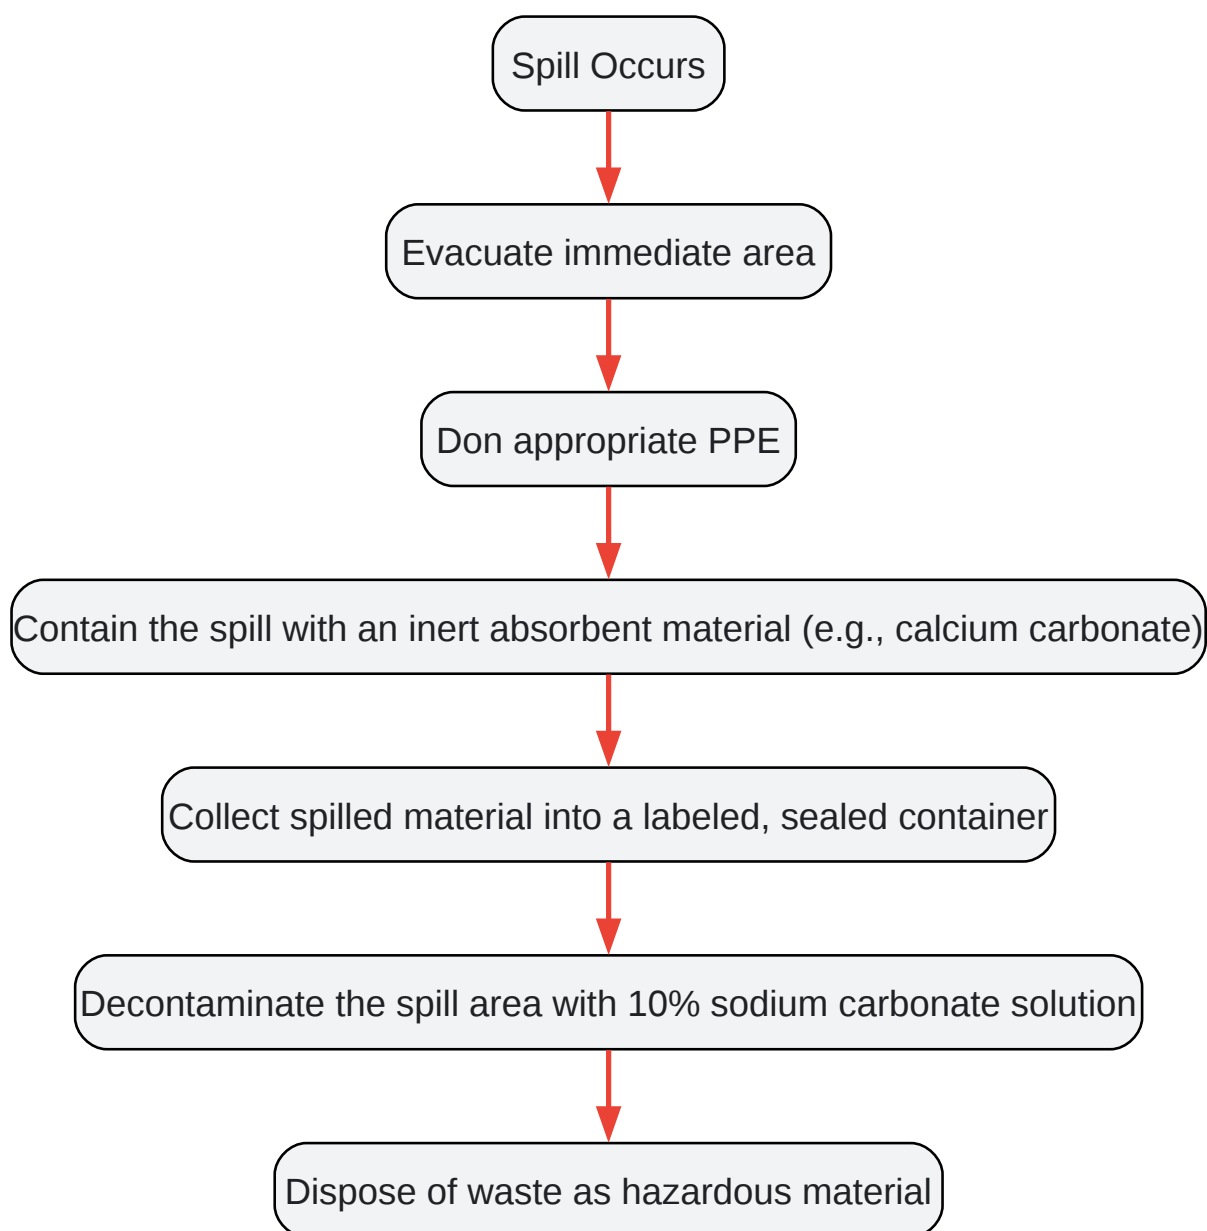 Spill Occurs
Evacuate immediate area
Don appropriate PPE
Contain the spill with an inert absorbent material (e.g., calcium carbonate)
Collect spilled material into a labeled, sealed container
Decontaminate the spill area with 10% sodium carbonate solution
Dispose of waste as hazardous material